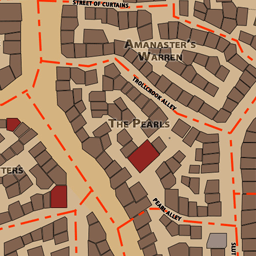 STREET OF CURTAINS
AMANASTER'S
WARREN
TROLLCROOK ALLEY
THE PEARLS
TERS
PEARL ALLEY